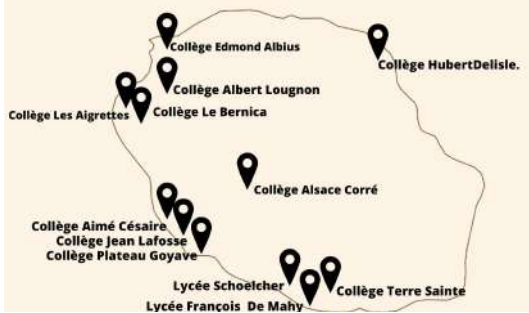 Collège Edmond Albius
Collège HubertDelisle.
Collège Albert Lougnon
Collège Les Aigrettes
Collège Le Bernica
Collège Alsace Corré
Collège Aimé Césaire
Collège Jean Lafosse
Collège Plateau Goyave
Lycée Schoelcher
Collège Terre Sainte
Lycée François De Mahy